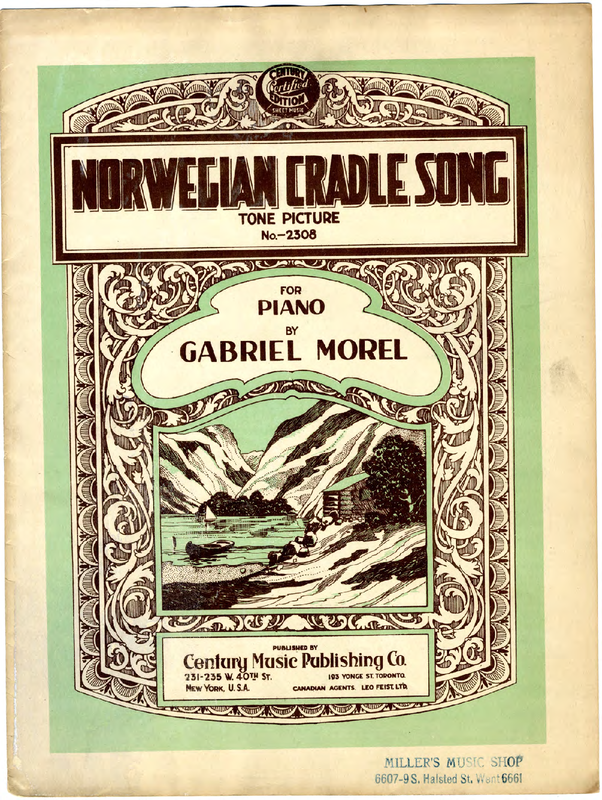 CENTURY
Certified
EDITION
SHEET MUSIC
NORWEGIAN CRADLE SONG
TONE PICTURE
No.-2308
FOR
PIANO
BY
GABRIEL MOREL
PUBLISHED BY
Century Music Publishing Co.
231-235 W. 40TH ST. 193 YONGE ST. TORONTO.
NEW YORK, U.S.A. CANADIAN AGENTS. LEO FEIST, LTD.
MILLER'S MUSIC SHOP
6607-9 S. Halsted St. Went 6661